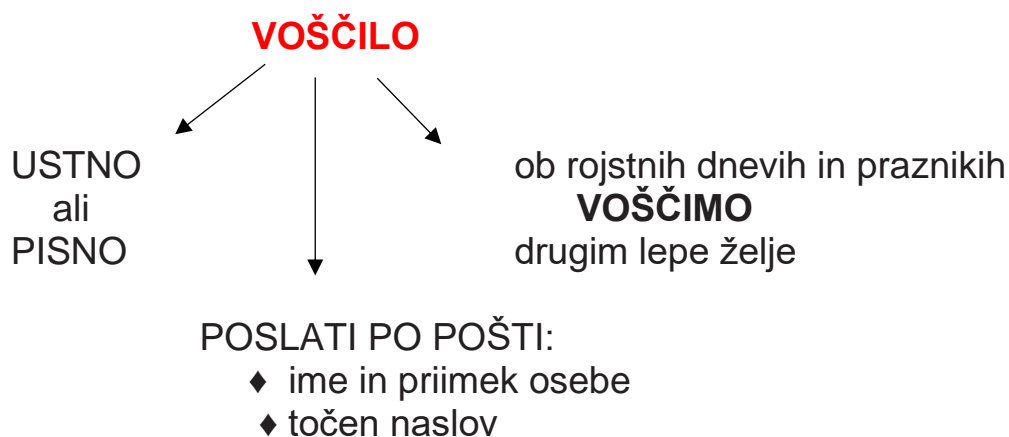 VOŠČILO
USTNO
ali
PISNO
ob rojstnih dnevih in praznikih
VOŠČIMO
drugim lepe želje
POSLATI PO POŠTI:
♦ ime in priimek osebe
♦ točen naslov